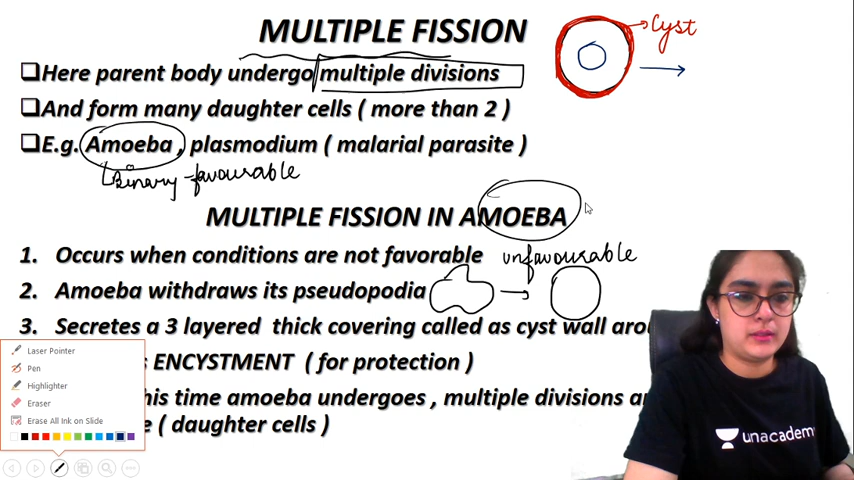 MULTIPLE FISSION
Cyst
❑Here parent body undergo multiple divisions
❑And form many daughter cells ( more than 2 )
❑E.g. Amoeba , plasmodium ( malarial parasite )
Binary - favourable
MULTIPLE FISSION IN AMOEBA
1. Occurs when conditions are not favorable
unfavourable
2. Amoeba withdraws its pseudopodia
3. Secretes a 3 layered thick covering called as cyst wall
ENCYSTMENT ( for protection )
his time amoeba undergoes , multiple divisions
( daughter cells )
Laser Pointer
Pen
Highlighter
Eraser
Erase All Ink on Slide
unacadem